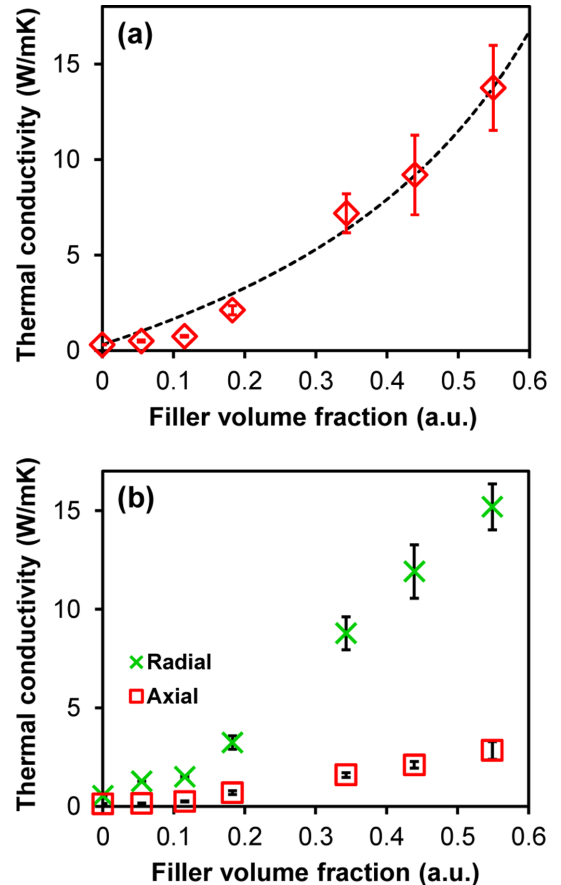 (a)
Thermal conductivity (W/mK)
15
10
5
0
0 0.1 0.2 0.3 0.4 0.5 0.6
Filler volume fraction (a.u.)
(b)
Thermal conductivity (W/mK)
15
10
5
0
Radial
Axial
0 0.1 0.2 0.3 0.4 0.5 0.6
Filler volume fraction (a.u.)